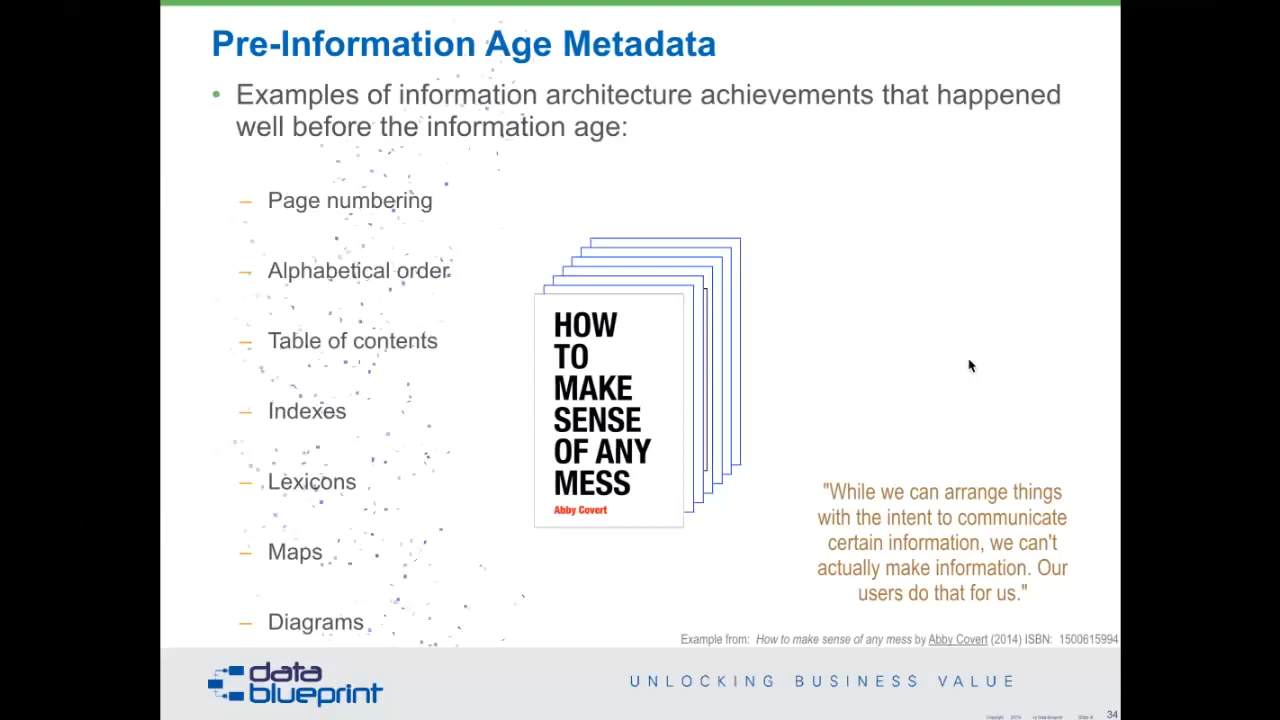 Pre-Information Age Metadata
• Examples of information architecture achievements that happened
well before the information age:
– Page numbering
– Alphabetical order
– Table of contents
– Indexes
– Lexicons
– Maps
– Diagrams
HOW
TO
MAKE
SENSE
OF ANY
MESS
Abby Covert
"While we can arrange things
with the intent to communicate
certain information, we can't
actually make information. Our
users do that for us."
Example from: How to make sense of any mess by Abby Covert (2014) ISBN: 1500615994
data
blueprint
UNLOCKING BUSINESS VALUE
34